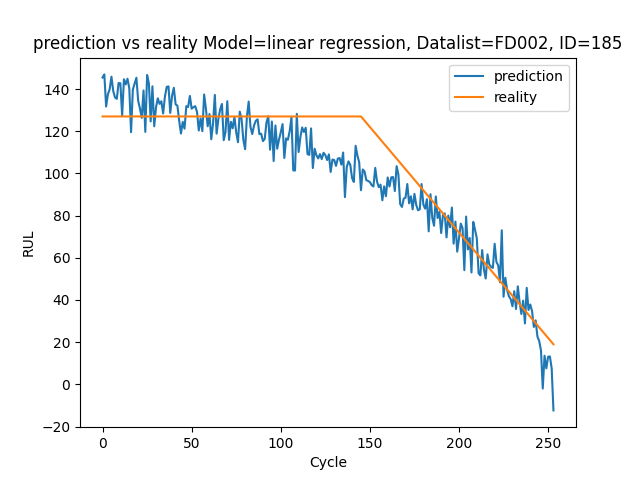 prediction vs reality Model=linear regression, Datalist=FD002, ID=185
prediction
reality
140
120
100
80
60
40
20
0
−20
RUL
0 50 100 150 200 250
Cycle